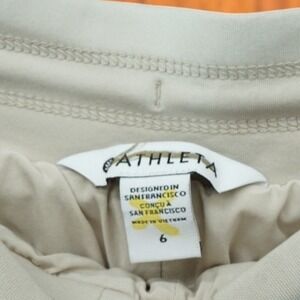 ATHLETA
DESIGNED IN
SAN FRANCISCO
CONÇU À
SAN FRANCISCO
MADE IN VIETNAM
6